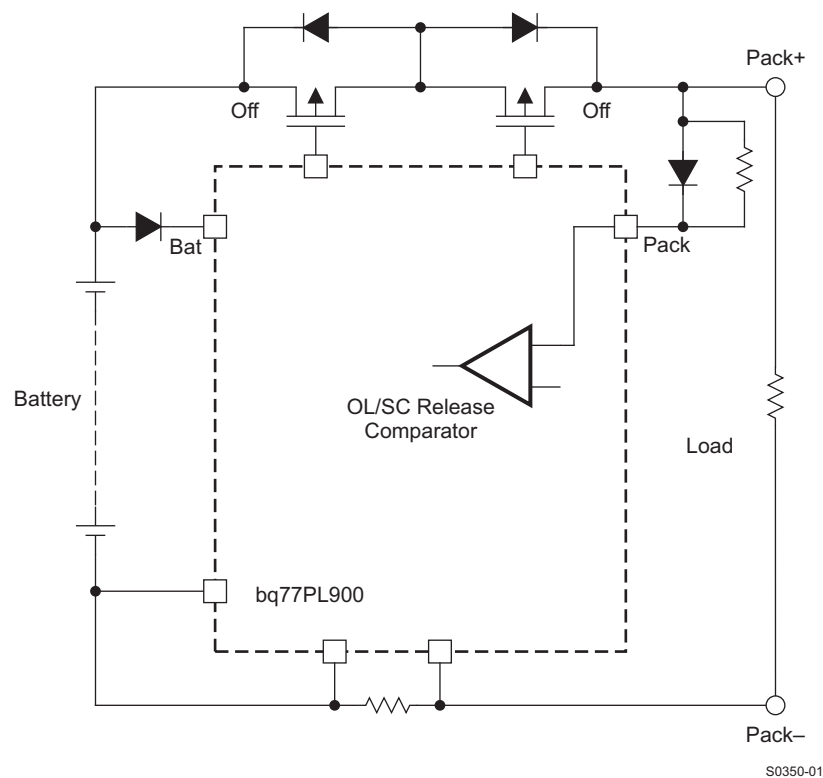 Pack+
Off
Off
Bat
Pack
Battery
OL/SC Release
Comparator
Load
bq77PL900
Pack–
S0350-01